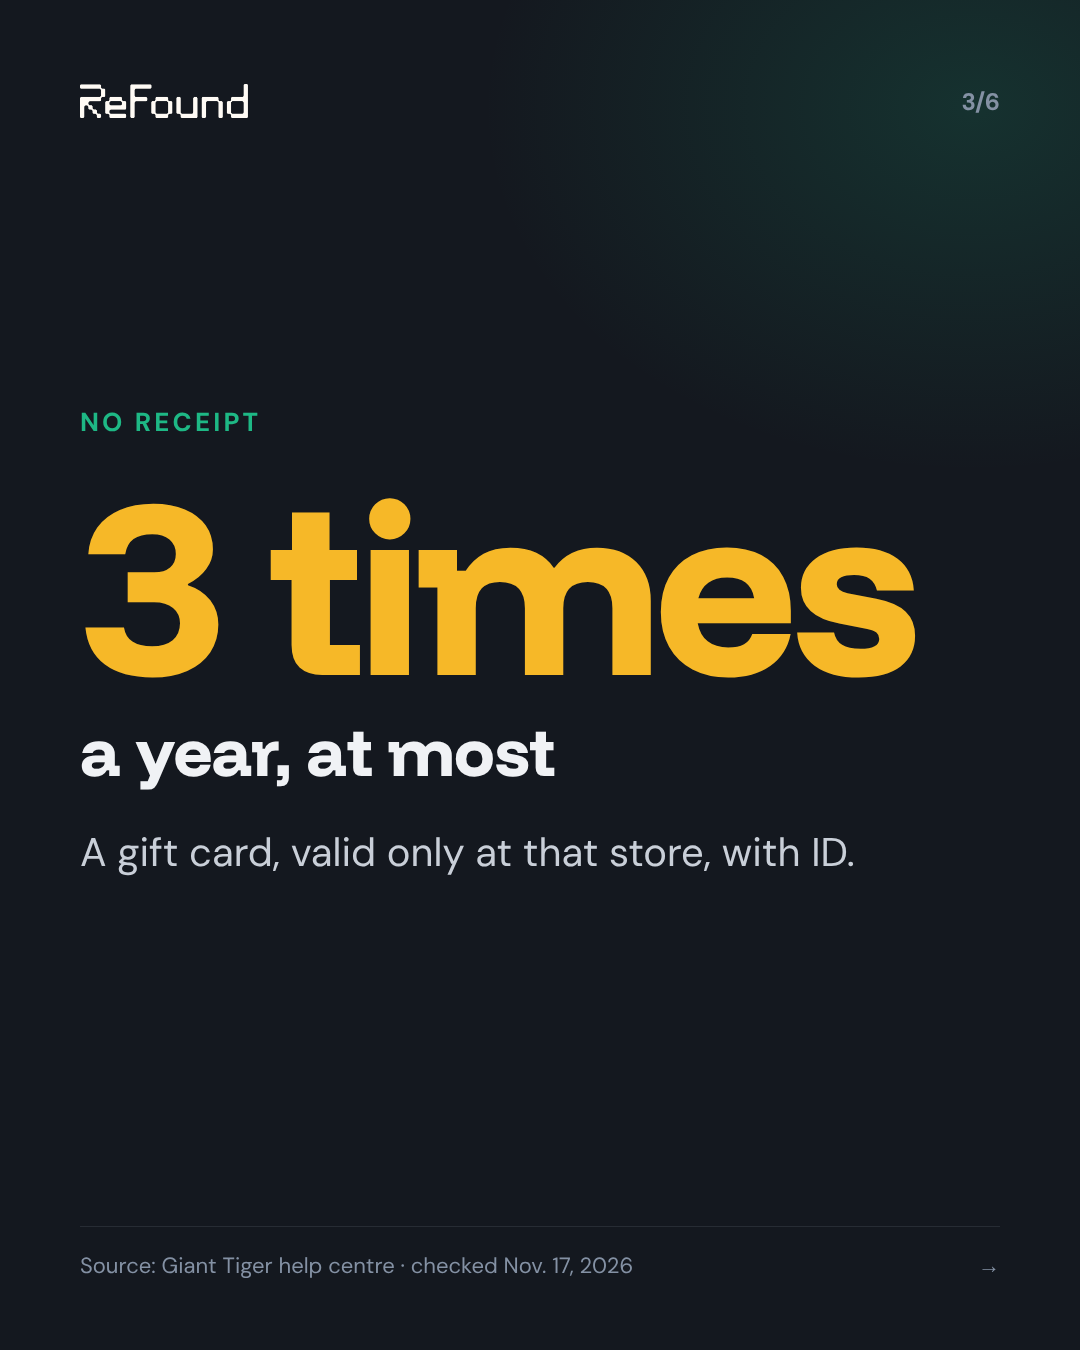 ReFound
3/6
NO RECEIPT
3 times
a year, at most
A gift card, valid only at that store, with ID.
Source: Giant Tiger help centre · checked Nov. 17, 2026
→